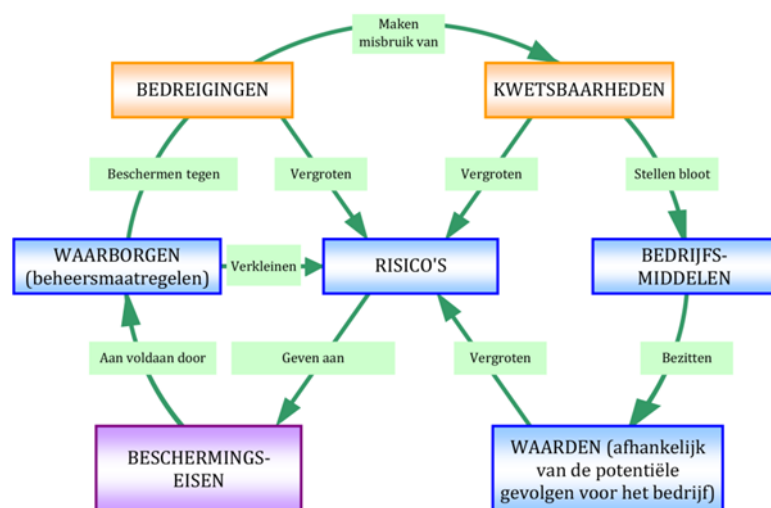 Maken
misbruik van
BEDREIGINGEN
KWETSBAARHEDEN
Beschermen tegen
Vergroten
Vergroten
Stellen bloot
WAARBORGEN
(beheersmaatregelen)
Verkleinen
RISICO'S
BEDRIJFS-
MIDDELEN
Aan voldaan door
Geven aan
Vergroten
Bezitten
BESCHERMINGS-
EISEN
WAARDEN (afhankelijk
van de potentiële
gevolgen voor het bedrijf)